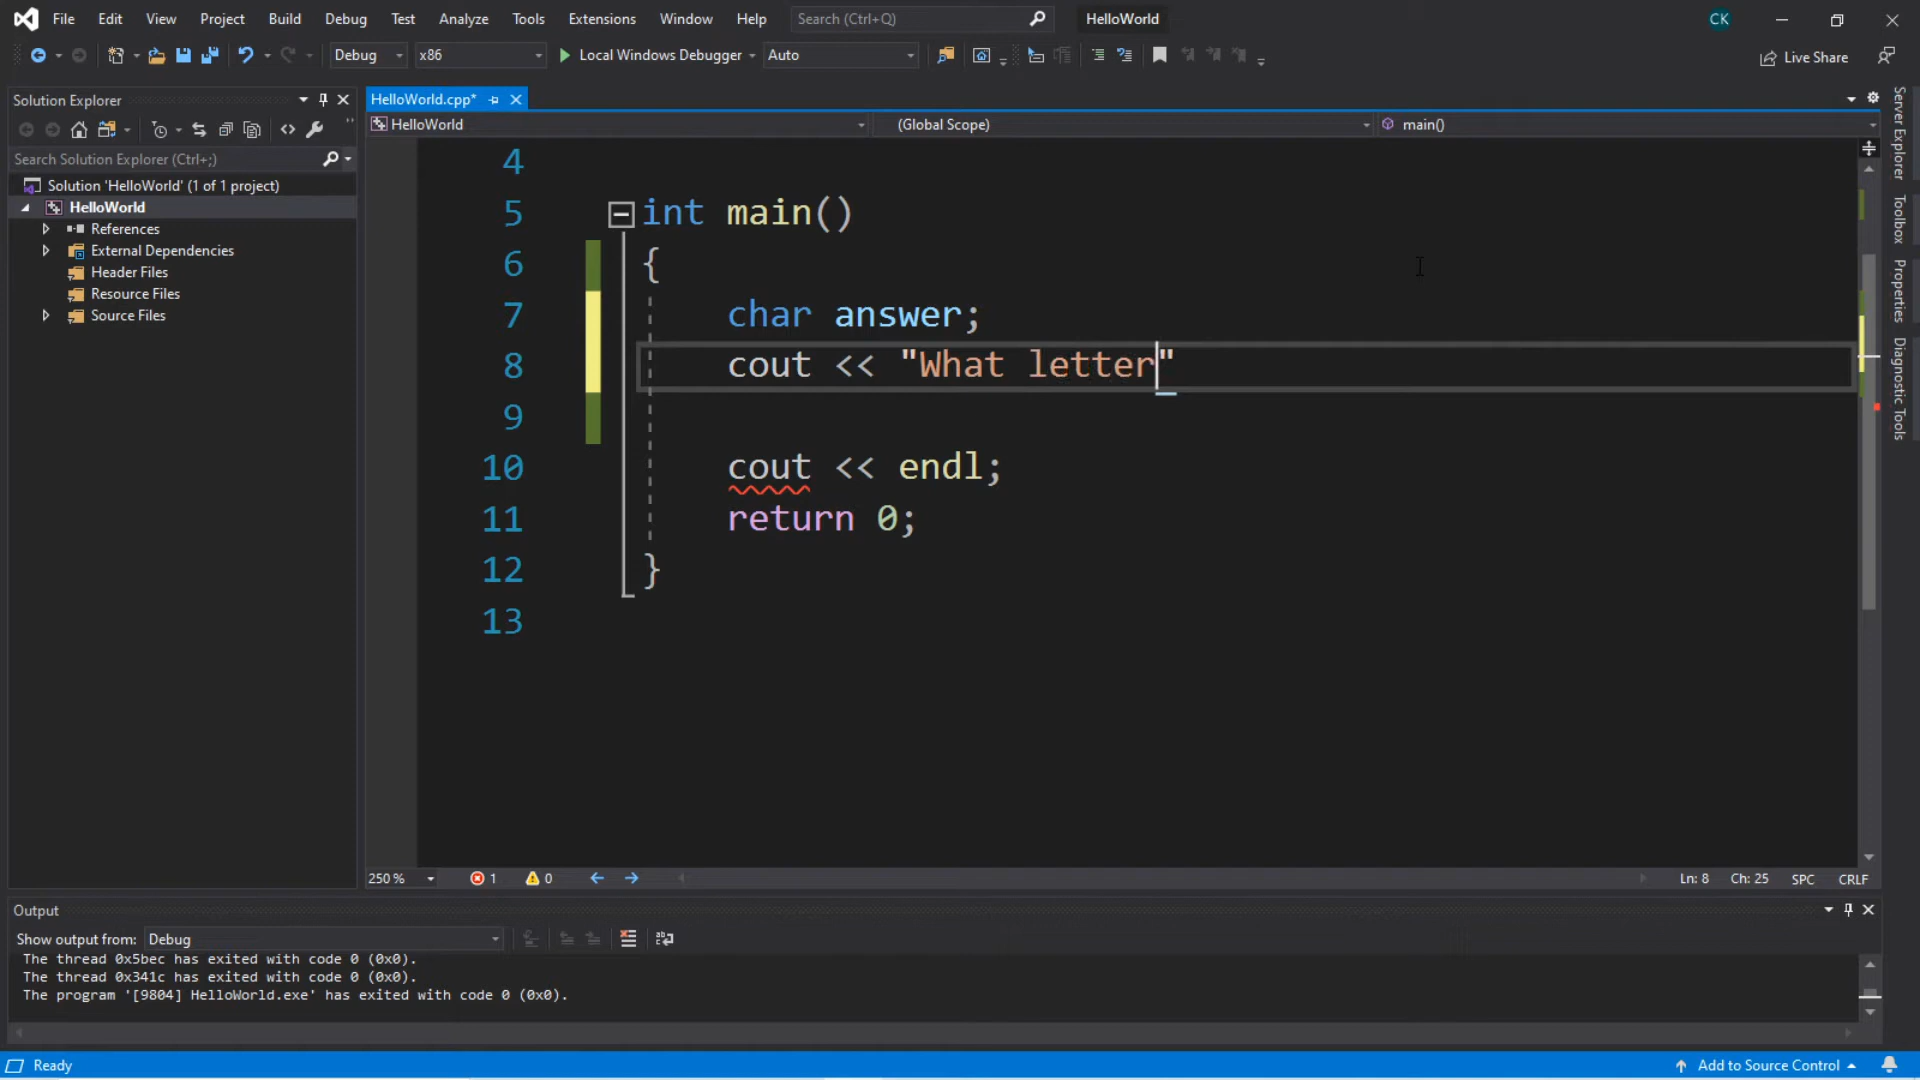 File Edit View Project Build Debug Test Analyze Tools Extensions Window Help Search (Ctrl+Q) HelloWorld CK
Debug x86 Local Windows Debugger Auto Live Share
Solution Explorer
Search Solution Explorer (Ctrl+;)
Solution 'HelloWorld' (1 of 1 project)
HelloWorld
References
External Dependencies
Header Files
Resource Files
Source Files
HelloWorld.cpp*
HelloWorld (Global Scope) main()
4
5 int main()
6 {
7 char answer;
8 cout << "What letter"
9
10 cout << endl;
11 return 0;
12 }
13
250 % 1 0 Ln: 8 Ch: 25 SPC CRLF
Server Explorer
Toolbox
Properties
Diagnostic Tools
Output
Show output from: Debug
The thread 0x5bec has exited with code 0 (0x0).
The thread 0x341c has exited with code 0 (0x0).
The program '[9804] HelloWorld.exe' has exited with code 0 (0x0).
Ready Add to Source Control